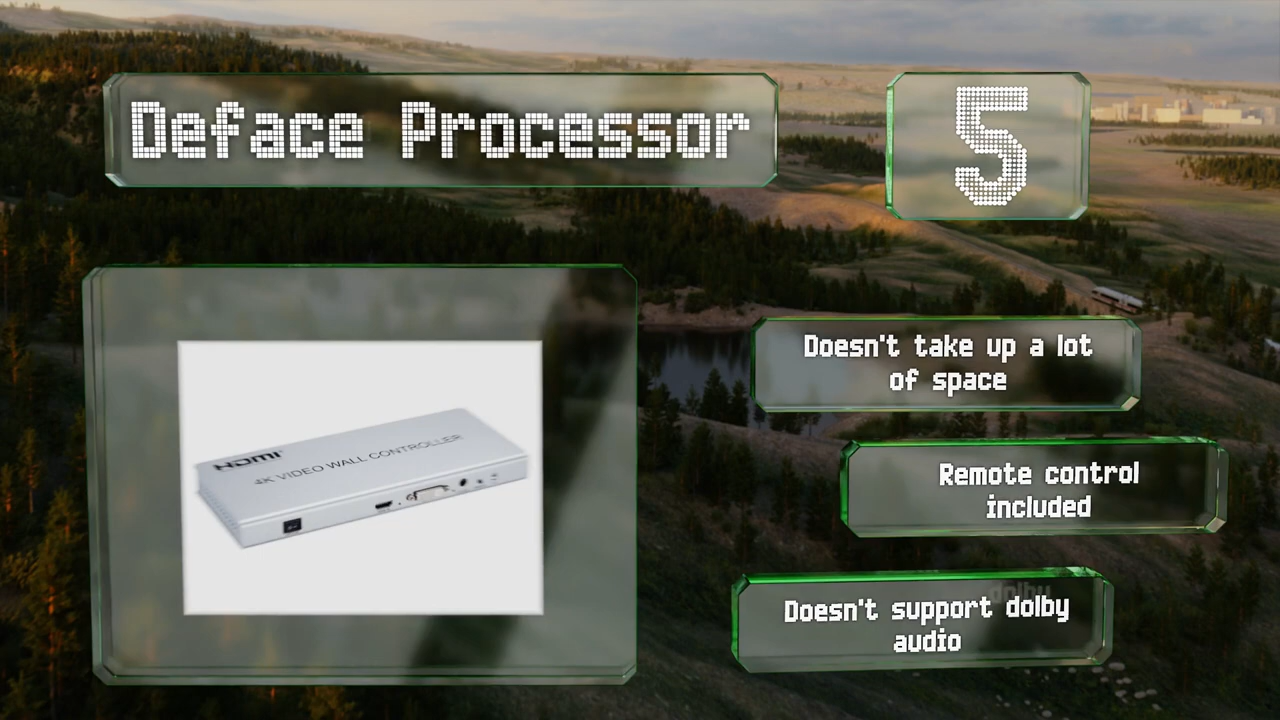 Deface Processor
5
HDMI
4K VIDEO WALL CONTROLLER
Doesn't take up a lot
of space
Remote control
included
Doesn't support dolby
audio